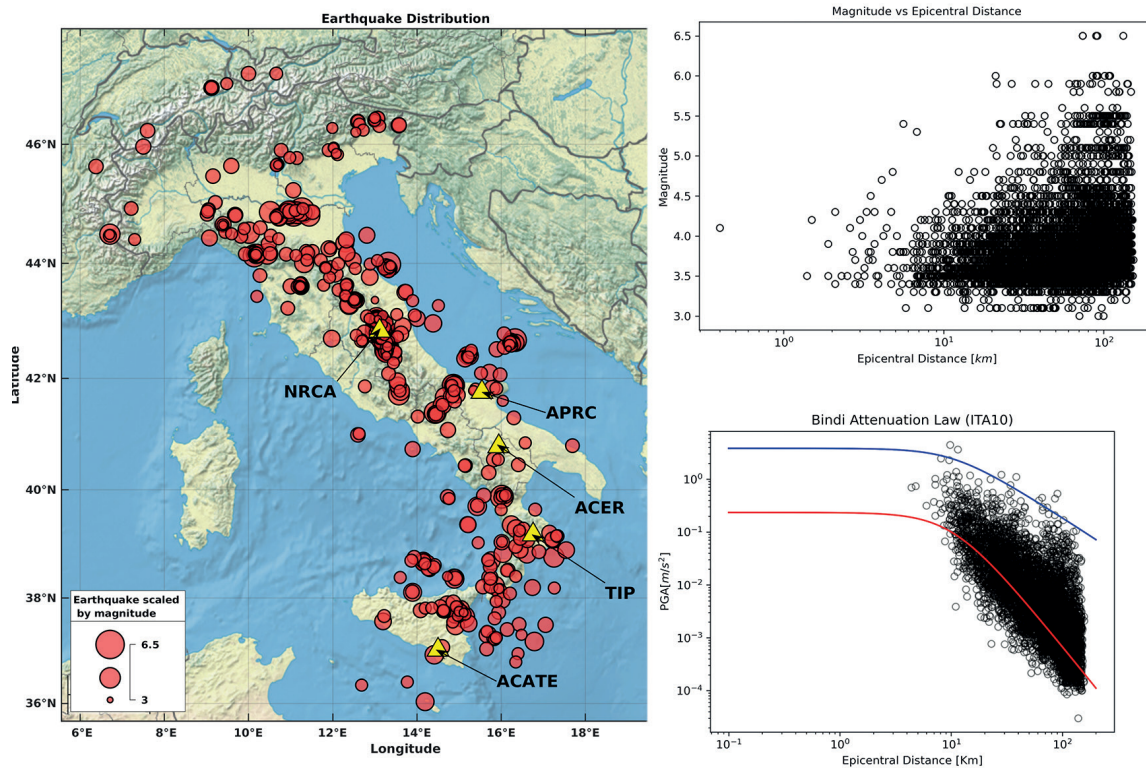 Earthquake Distribution
46°N
44°N
42°N
40°N
38°N
36°N
Latitude
6°E
8°E
10°E
12°E
14°E
16°E
18°E
Longitude
NRCA
APRC
ACER
TIP
ACATE
Earthquake scaled
by magnitude
6.5
3
Magnitude vs Epicentral Distance
6.5
6.0
5.5
5.0
4.5
4.0
3.5
3.0
Magnitude
10⁰
10¹
10²
Epicentral Distance [km]
Bindi Attenuation Law (ITA10)
10⁰
10⁻¹
10⁻²
10⁻³
10⁻⁴
PGA[m/s²]
10⁻¹
10⁰
10¹
10²
Epicentral Distance [Km]